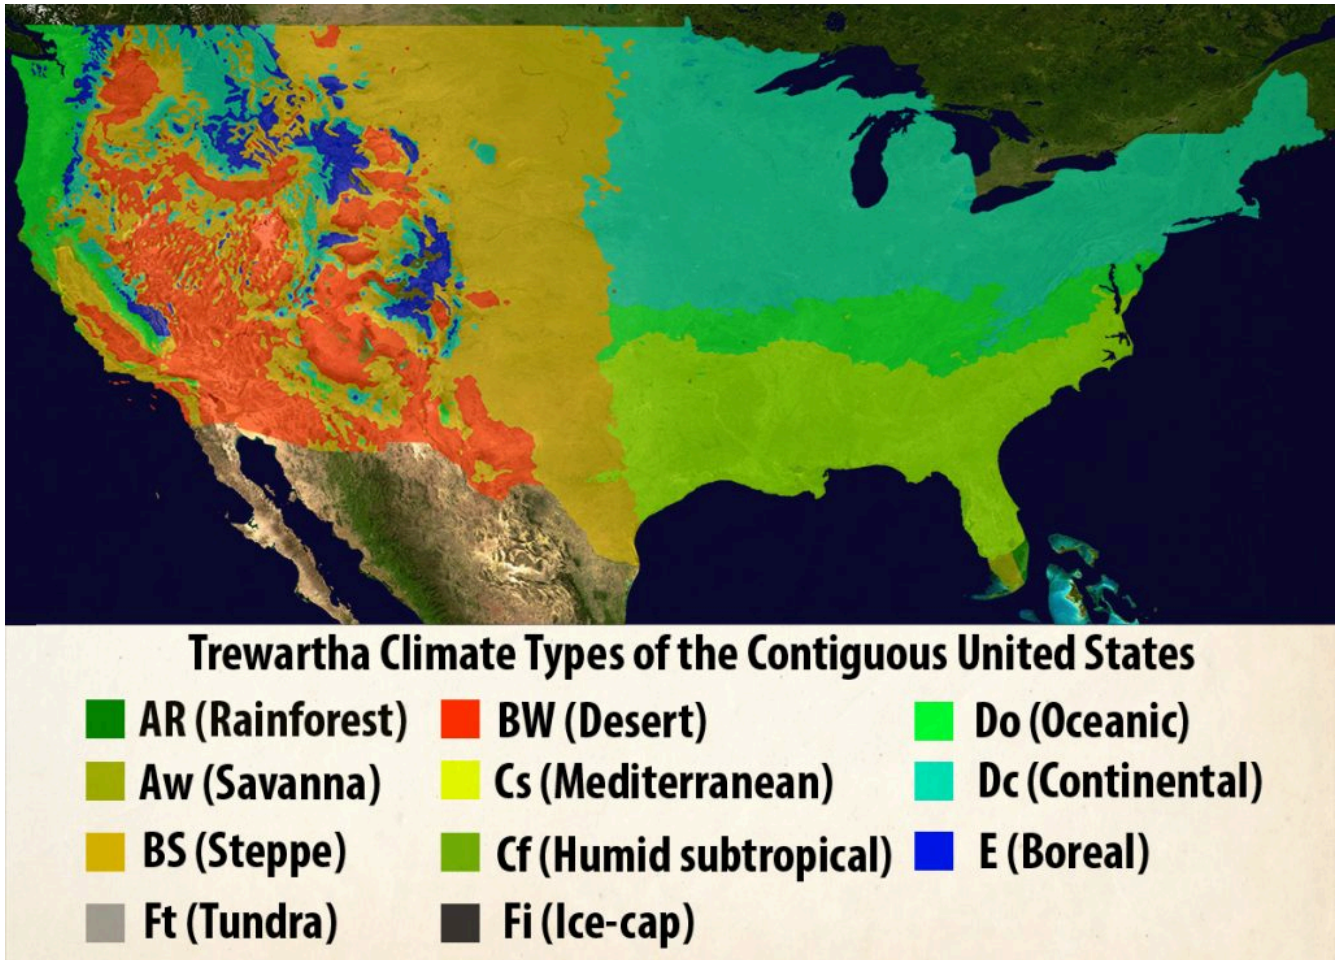 Trewartha Climate Types of the Contiguous United States
AR (Rainforest) BW (Desert) Do (Oceanic)
Aw (Savanna) Cs (Mediterranean) Dc (Continental)
BS (Steppe) Cf (Humid subtropical) E (Boreal)
Ft (Tundra) Fi (Ice-cap)